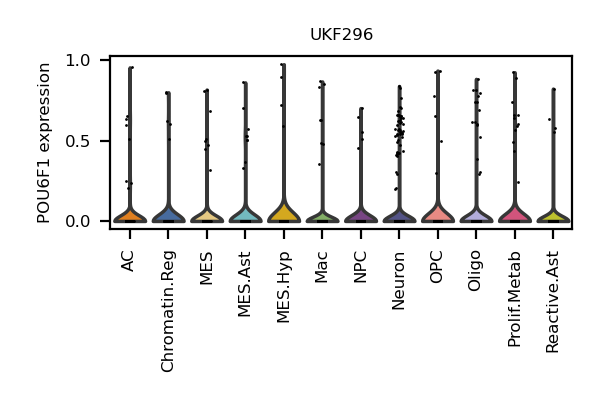 UKF296
POU6F1 expression
1.0
0.5
0.0
AC
Chromatin.Reg
MES
MES.Ast
MES.Hyp
Mac
NPC
Neuron
OPC
Oligo
Prolif.Metab
Reactive.Ast